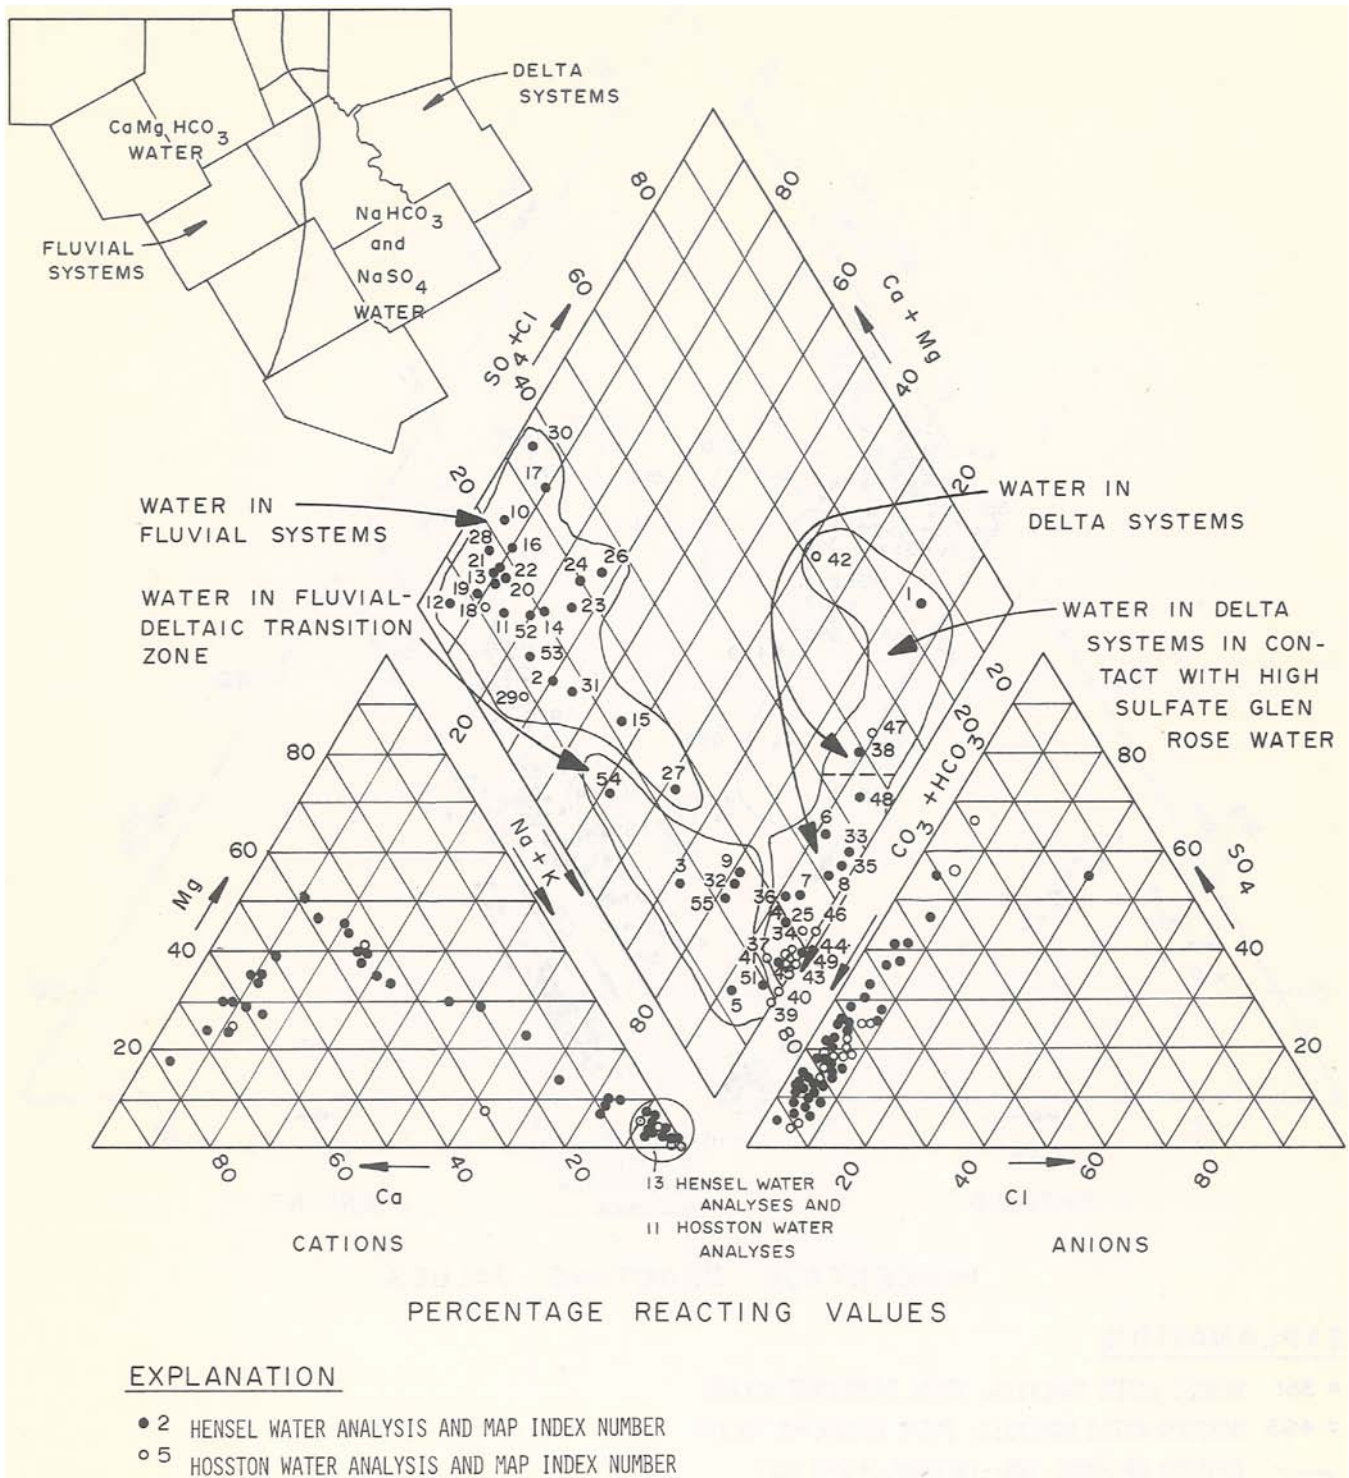 DELTA
SYSTEMS
CaMg HCO3
WATER
NaHCO3
and
NaSO4
WATER
FLUVIAL
SYSTEMS
80
80
60
60
SO4+Cl
Ca + Mg
40
40
20
20
WATER IN
FLUVIAL SYSTEMS
WATER IN
DELTA SYSTEMS
WATER IN FLUVIAL-
DELTAIC TRANSITION
ZONE
WATER IN DELTA
SYSTEMS IN CON-
TACT WITH HIGH
SULFATE GLEN
ROSE WATER
30
17
10
28
16
21
22
13
20
19
12
18
11
52
14
24
26
23
53
2
31
29
15
27
54
42
1
47
38
48
6
33
35
8
7
9
3
32
55
36
4
25
46
34
37
44
41
49
45
43
51
5
40
39
20
Na + K
80
20
20
CO3 + HCO3
80
80
60
Mg
40
20
80
60
SO4
40
20
80
60
40
20
Ca
CATIONS
20
40
60
80
Cl
ANIONS
13 HENSEL WATER
ANALYSES AND
11 HOSSTON WATER
ANALYSES
PERCENTAGE REACTING VALUES
EXPLANATION
2 HENSEL WATER ANALYSIS AND MAP INDEX NUMBER
5 HOSSTON WATER ANALYSIS AND MAP INDEX NUMBER